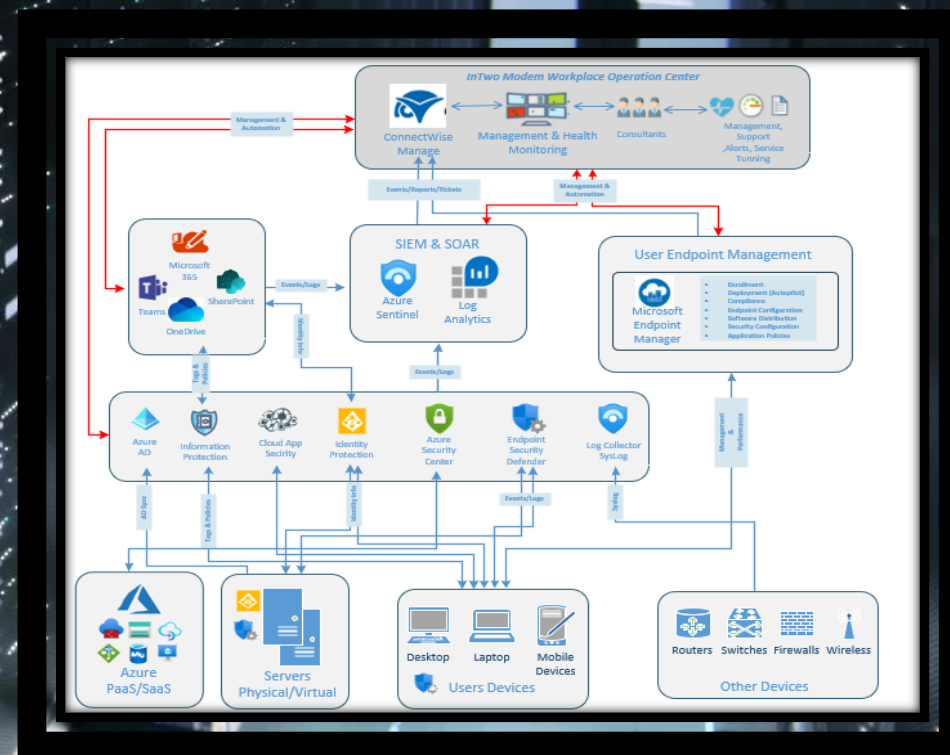 InTwo Modem Workplace Operation Center
ConnectWise
Manage
Management & Health
Monitoring
Consultants
Management,
Support
,Alerts, Service
Tunning
Management &
Automation
Events/Reports/Tickets
Management &
Automation
Microsoft
365
Teams
SharePoint
OneDrive
Events/Logs
SIEM & SOAR
Azure
Sentinel
Log
Analytics
User Endpoint Management
Microsoft
Endpoint
Manager
• Enrollment
• Deployment (Autopilot)
• Compliance
• Endpoint Configuration
• Software Distribution
• Security Configuration
• Application Policies
Identity Info
Tags &
Policies
Events/Logs
Management
&
Performance
Azure
AD
Information
Protection
Cloud App
Secirity
Identity
Protection
Azure
Security
Center
Endpoint
Security
Defender
Log Collector
SysLog
AD Sync
Tags & Policies
Identity Info
Events/Logs
Syslog
Azure
PaaS/SaaS
Servers
Physical/Virtual
Desktop
Laptop
Mobile
Devices
Users Devices
Routers
Switches
Firewalls
Wireless
Other Devices